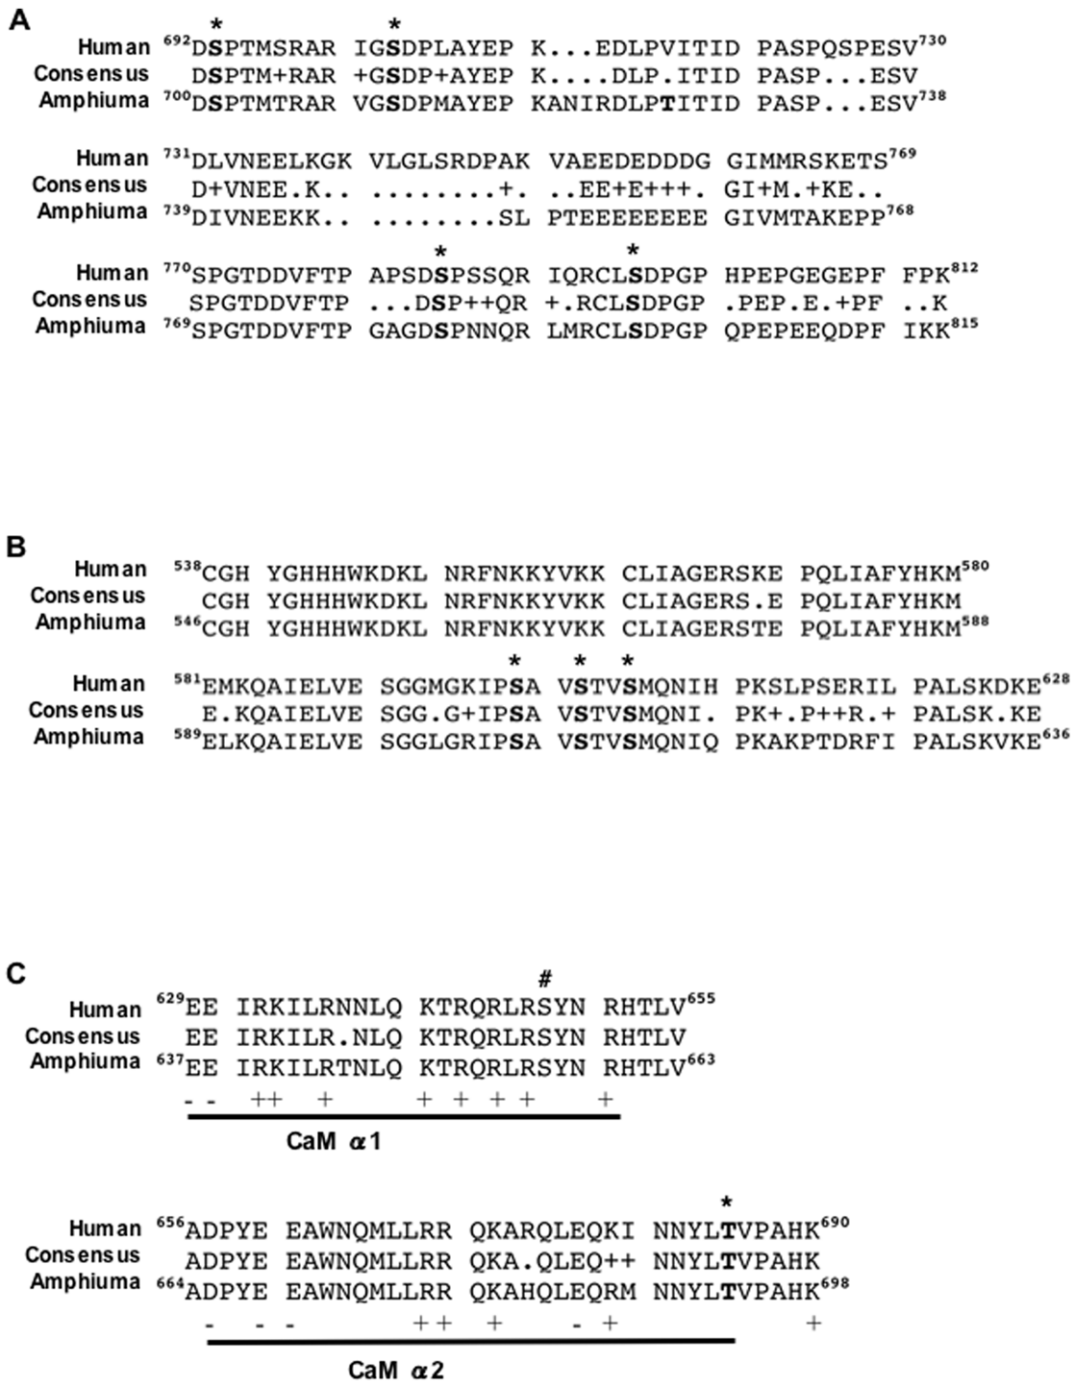 A
* *
Human 692DSPTMSRAR IGSDPLAYEP K...EDLPVITID PASPQSPESV730
Consensus DSPTM+RAR +GSDP+AYEP K....DLP.ITID PASP...ESV
Amphiuma 700DSPTMTRAR VGSDPMAYEP KANIRDLPTITID PASP...ESV738
Human 731DLVNEELKGK VLGLSRDPAK VAEEDEDDDG GIMMRSKETS769
Consensus D+VNEE.K.. ........+. ..EE+E+++. GI+M.+KE..
Amphiuma 739DIVNEEKK.. ........SL PTEEEEEEEE GIVMTAKEPP768
* *
Human 770SPGTDDVFTP APSDSPSSQR IQRCLSDPGP HPEPGEGEPF FPK812
Consensus SPGTDDVFTP ...DSP++QR +.RCLSDPGP .PEP.E.+PF ..K
Amphiuma 769SPGTDDVFTP GAGDSPNNQR LMRCLSDPGP QPEPEEQDPF IKK815
B
Human 538CGH YGHHHWKDKL NRFNKKYVKK CLIAGERSKE PQLIAFYHKM580
Consensus CGH YGHHHWKDKL NRFNKKYVKK CLIAGERS.E PQLIAFYHKM
Amphiuma 546CGH YGHHHWKDKL NRFNKKYVKK CLIAGERSTE PQLIAFYHKM588
* * *
Human 581EMKQAIELVE SGGMGKIPSA VSTVSMQNIH PKSLPSERIL PALSKDKE628
Consensus E.KQAIELVE SGG.G+IPSA VSTVSMQNI. PK+.P++R.+ PALSK.KE
Amphiuma 589ELKQAIELVE SGGLGRIPSA VSTVSMQNIQ PKAKPTDRFI PALSKVKE636
C
#
Human 629EE IRKILRNNLQ KTRQRLRSYN RHTLV655
Consensus EE IRKILR.NLQ KTRQRLRSYN RHTLV
Amphiuma 637EE IRKILRTNLQ KTRQRLRSYN RHTLV663
- - ++ + + + + + +
CaM α1
*
Human 656ADPYE EAWNQMLLRR QKARQLEQKI NNYLTVPAHK690
Consensus ADPYE EAWNQMLLRR QKA.QLEQ++ NNYLTVPAHK
Amphiuma 664ADPYE EAWNQMLLRR QKAHQLEQRM NNYLTVPAHK698
- - - ++ + - + +
CaM α2